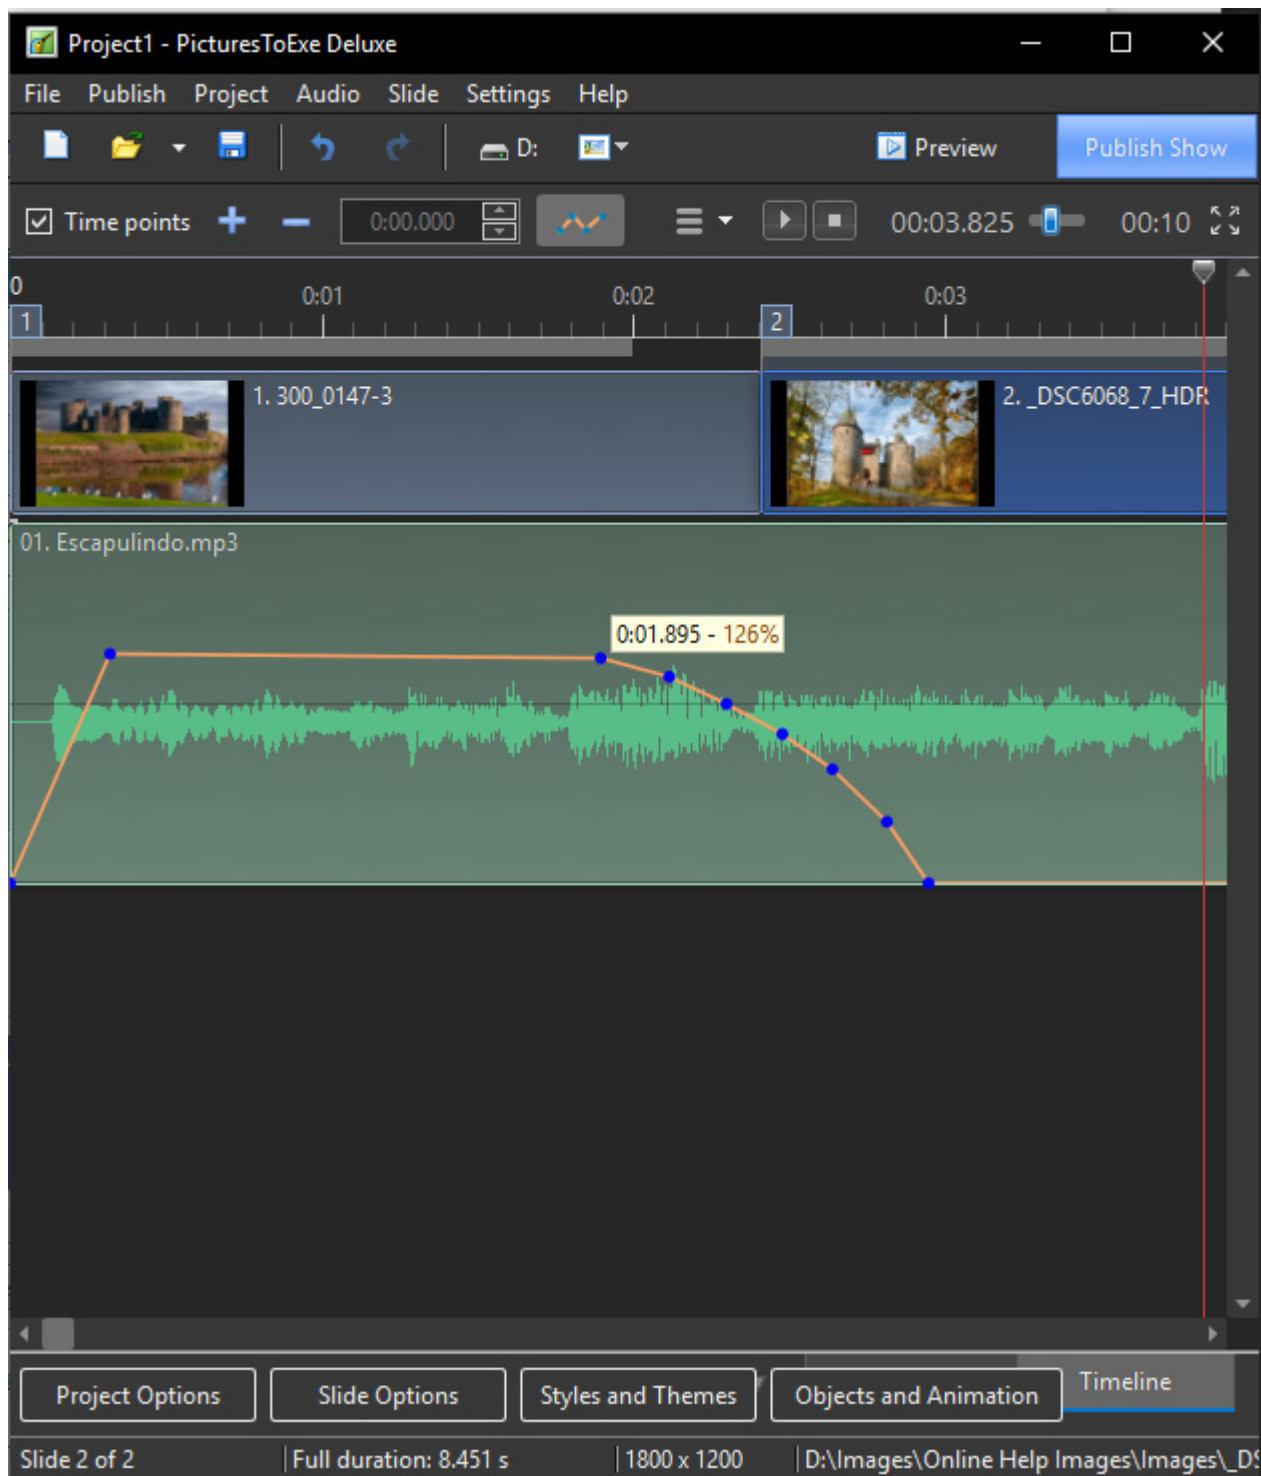 Project1 - PicturesToExe Deluxe
File Publish Project Audio Slide Settings Help
D: Preview Publish Show
Time points 0:00.000 00:03.825 00:10
0 0:01 0:02 0:03
1 2
1. 300_0147-3 2. _DSC6068_7_HDR
01. Escapulindo.mp3
0:01.895 - 126%
Project Options Slide Options Styles and Themes Objects and Animation Timeline
Slide 2 of 2 Full duration: 8.451 s 1800 x 1200 D:\Images\Online Help Images\Images\_DS